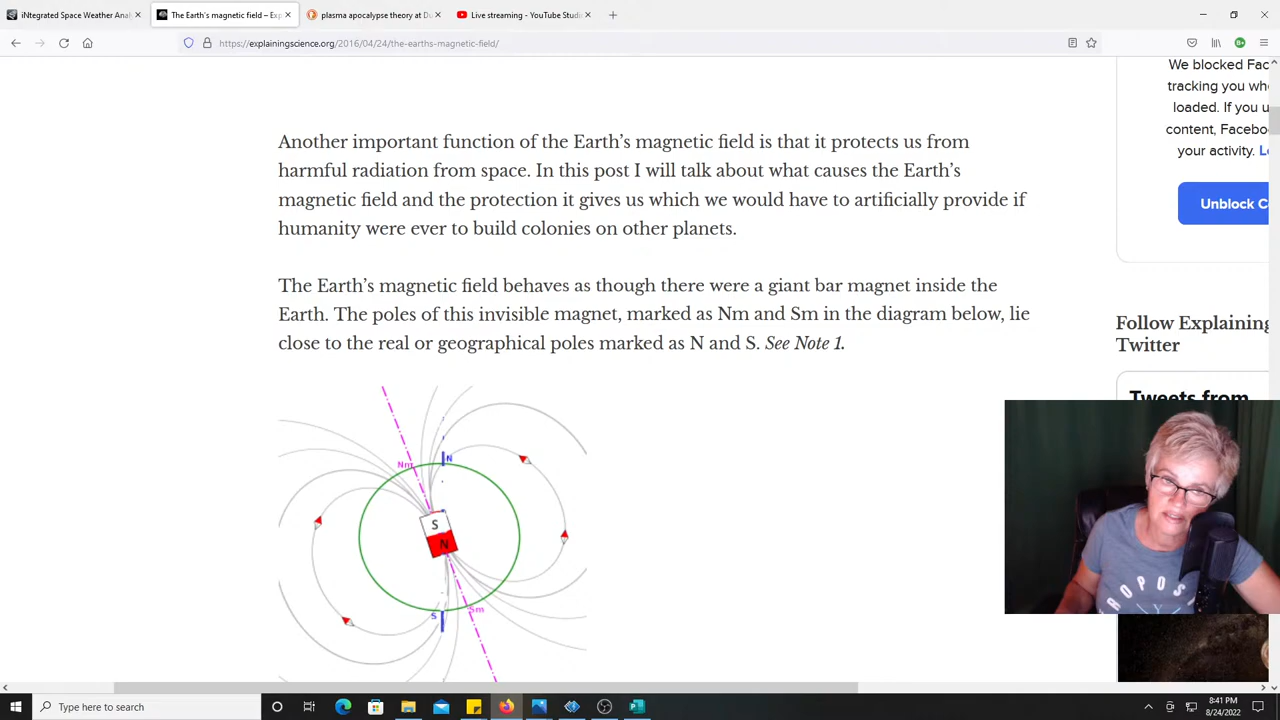 iNtegrated Space Weather Anal
The Earth's magnetic field – Exp
plasma apocalypse theory at Du
Live streaming - YouTube Studi
https://explainingscience.org/2016/04/24/the-earths-magnetic-field/
We blocked Fac
tracking you whe
loaded. If you u
content, Facebo
your activity. Le
Unblock C
Another important function of the Earth's magnetic field is that it protects us from
harmful radiation from space. In this post I will talk about what causes the Earth's
magnetic field and the protection it gives us which we would have to artificially provide if
humanity were ever to build colonies on other planets.
The Earth's magnetic field behaves as though there were a giant bar magnet inside the
Earth. The poles of this invisible magnet, marked as Nm and Sm in the diagram below, lie
close to the real or geographical poles marked as N and S. See Note 1.
Follow Explaining
Twitter
Tweets from
Nm
N
S
N
S
Sm
Type here to search
8:41 PM
8/24/2022